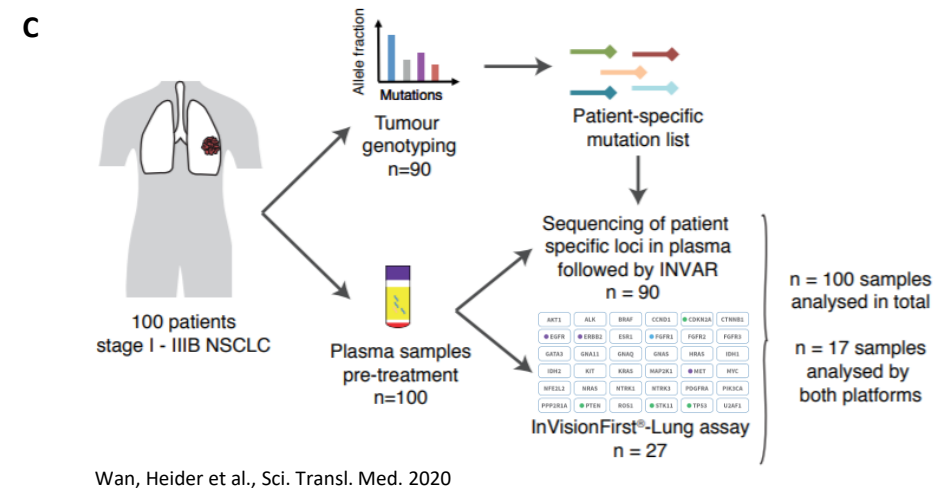 C
Allele fraction
Mutations
Tumour
genotyping
n=90
Patient-specific
mutation list
100 patients
stage I - IIIB NSCLC
Plasma samples
pre-treatment
n=100
Sequencing of patient
specific loci in plasma
followed by INVAR
n = 90
AKT1 ALK BRAF CCND1 CDKN2A CTNNB1
EGFR ERBB2 ESR1 FGFR1 FGFR2 FGFR3
GATA3 GNA11 GNAQ GNAS HRAS IDH1
IDH2 KIT KRAS MAP2K1 MET MYC
NFE2L2 NRAS NTRK1 NTRK3 PDGFRA PIK3CA
PPP2R1A PTEN ROS1 STK11 TP53 U2AF1
InVisionFirst®-Lung assay
n = 27
n = 100 samples
analysed in total
n = 17 samples
analysed by
both platforms
Wan, Heider et al., Sci. Transl. Med. 2020